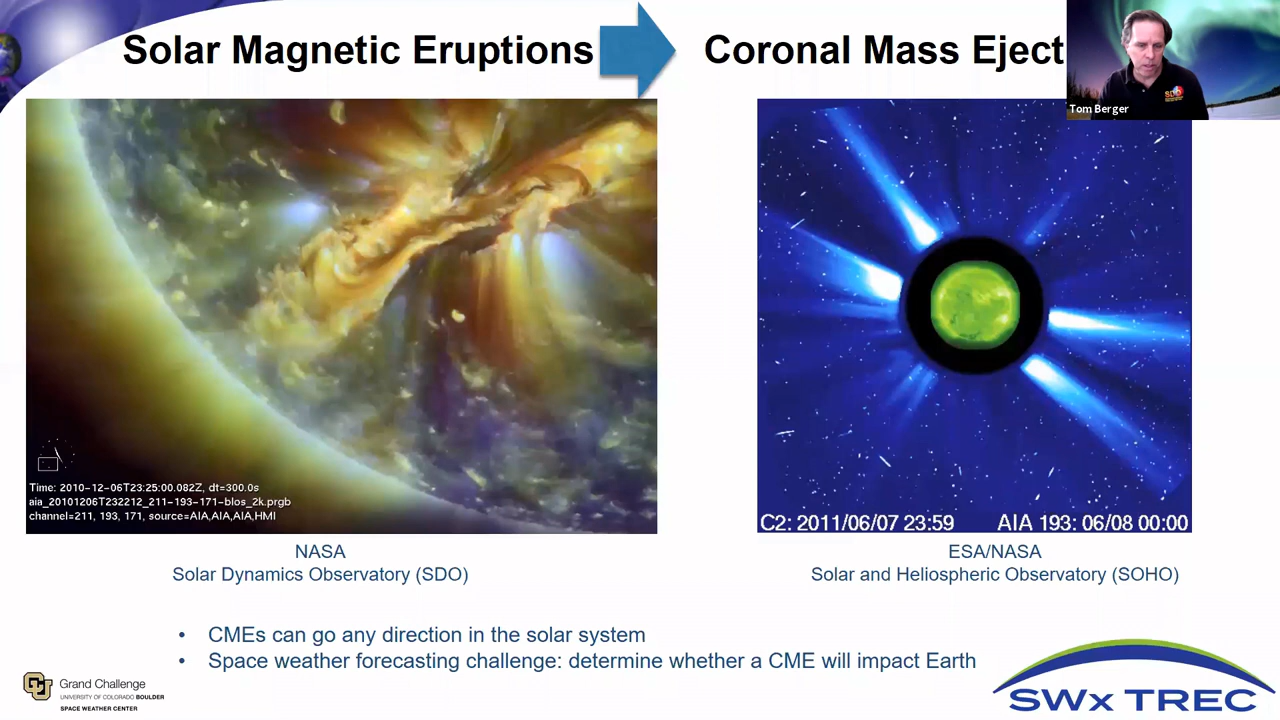 Solar Magnetic Eruptions
Coronal Mass Eject
SDO
Tom Berger
Time: 2010-12-06T23:25:00.082Z, dt=300.0s
aia_20101206T232212_211-193-171-blos_2k.prgb
channel=211, 193, 171, source=AIA,AIA,AIA,HMI
C2: 2011/06/07 23:59 AIA 193: 06/08 00:00
NASA
Solar Dynamics Observatory (SDO)
ESA/NASA
Solar and Heliospheric Observatory (SOHO)
• CMEs can go any direction in the solar system
• Space weather forecasting challenge: determine whether a CME will impact Earth
CU
Grand Challenge
UNIVERSITY OF COLORADO BOULDER
SPACE WEATHER CENTER
SWx TREC